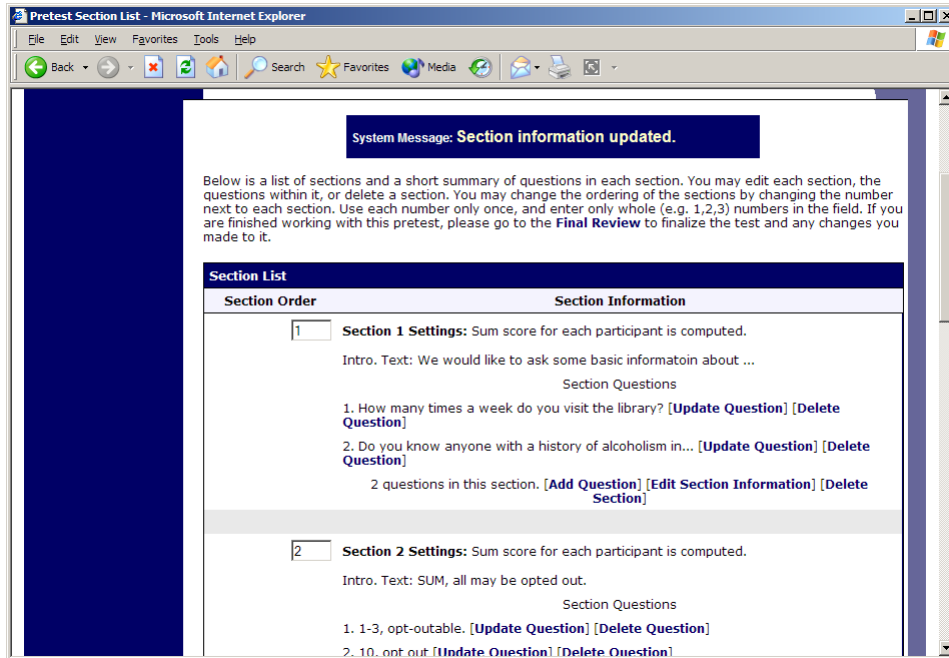 Pretest Section List - Microsoft Internet Explorer
File Edit View Favorites Tools Help
Back Search Favorites Media
System Message: Section information updated.
Below is a list of sections and a short summary of questions in each section. You may edit each section, the
questions within it, or delete a section. You may change the ordering of the sections by changing the number
next to each section. Use each number only once, and enter only whole (e.g. 1,2,3) numbers in the field. If you
are finished working with this pretest, please go to the Final Review to finalize the test and any changes you
made to it.
Section List
Section Order Section Information
1 Section 1 Settings: Sum score for each participant is computed.
Intro. Text: We would like to ask some basic informatoin about ...
Section Questions
1. How many times a week do you visit the library? [Update Question] [Delete
Question]
2. Do you know anyone with a history of alcoholism in... [Update Question] [Delete
Question]
2 questions in this section. [Add Question] [Edit Section Information] [Delete
Section]
2 Section 2 Settings: Sum score for each participant is computed.
Intro. Text: SUM, all may be opted out.
Section Questions
1. 1-3, opt-outable. [Update Question] [Delete Question]
2. 10, opt out [Update Question] [Delete Question]